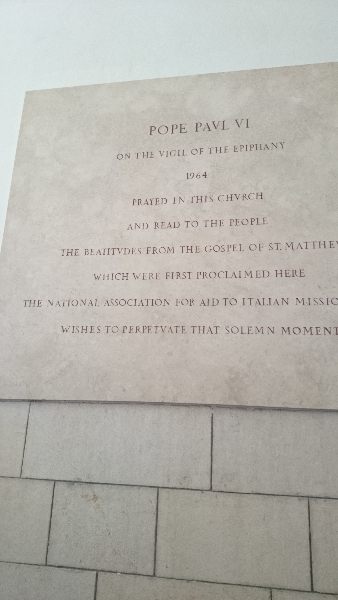 POPE PAVL VI
ON THE VIGIL OF THE EPIPHANY
1964
PRAYED IN THIS CHVRCH
AND READ TO THE PEOPLE
THE BEATITVDES FROM THE GOSPEL OF ST. MATTHEW
WHICH WERE FIRST PROCLAIMED HERE
THE NATIONAL ASSOCIATION FOR AID TO ITALIAN MISSIO
WISHES TO PERPETVATE THAT SOLEMN MOMENT